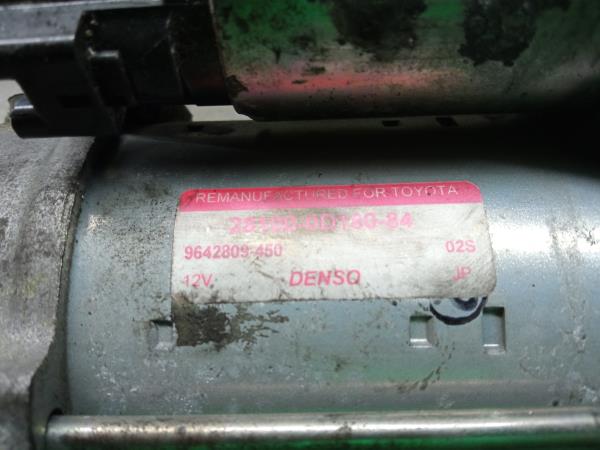 REMANUFACTURED FOR TOYOTA
28100-0D180-84
9642809-450 02S
12V. DENSO JP